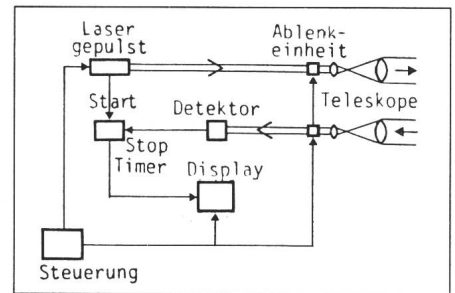 Laser
gepulst
Ablenk-
einheit
Start
Detektor
Teleskope
Stop
Timer
Display
Steuerung